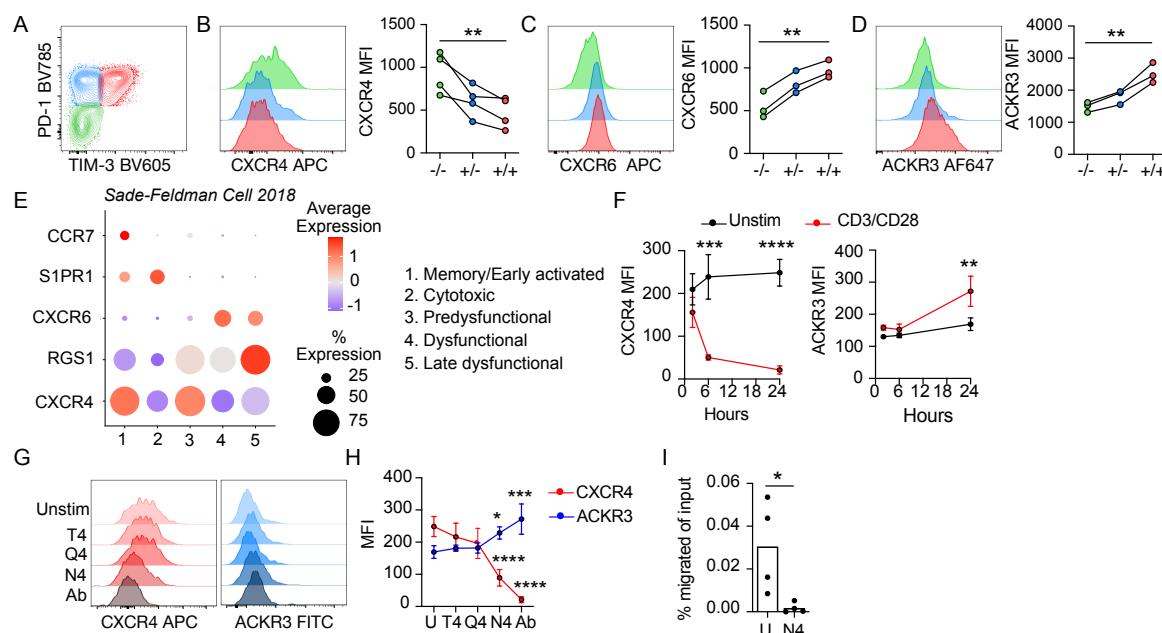 A
PD-1 BV785
TIM-3 BV605
B
CXCR4 APC
CXCR4 MFI
1500
1000
500
0
**
-/- +/- +/+
C
CXCR6 APC
CXCR6 MFI
1500
1000
500
0
**
-/- +/- +/+
D
ACKR3 AF647
ACKR3 MFI
4000
3000
2000
1000
0
**
-/- +/- +/+
E
Sade-Feldman Cell 2018
CCR7
S1PR1
CXCR6
RGS1
CXCR4
1 2 3 4 5
Average
Expression
1
0
-1
%
Expression
25
50
75
1. Memory/Early activated
2. Cytotoxic
3. Predysfunctional
4. Dysfunctional
5. Late dysfunctional
F
Unstim
CD3/CD28
CXCR4 MFI
300
200
100
0
*** ****
0 6 12 18 24
Hours
ACKR3 MFI
400
300
200
100
0
**
0 6 12 18 24
Hours
G
Unstim
T4
Q4
N4
Ab
CXCR4 APC
ACKR3 FITC
H
MFI
400
300
200
100
0
CXCR4
ACKR3
***
*
****
****
U T4 Q4 N4 Ab
I
% migrated of input
0.06
0.04
0.02
0.00
*
U N4